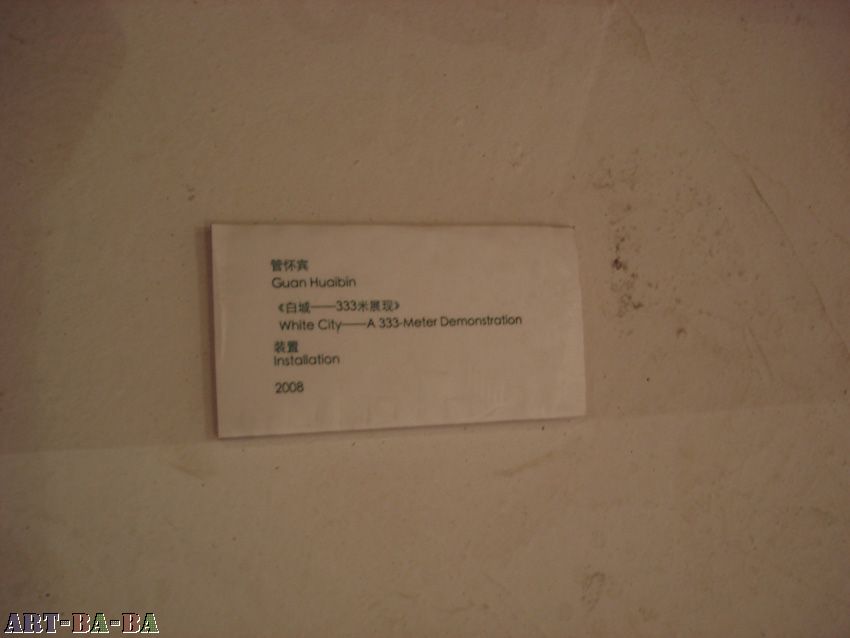 管怀宾
Guan Huaibin
《白城——333米展现》
White City——A 333-Meter Demonstration
装置
Installation
2008
ART-BA-BA